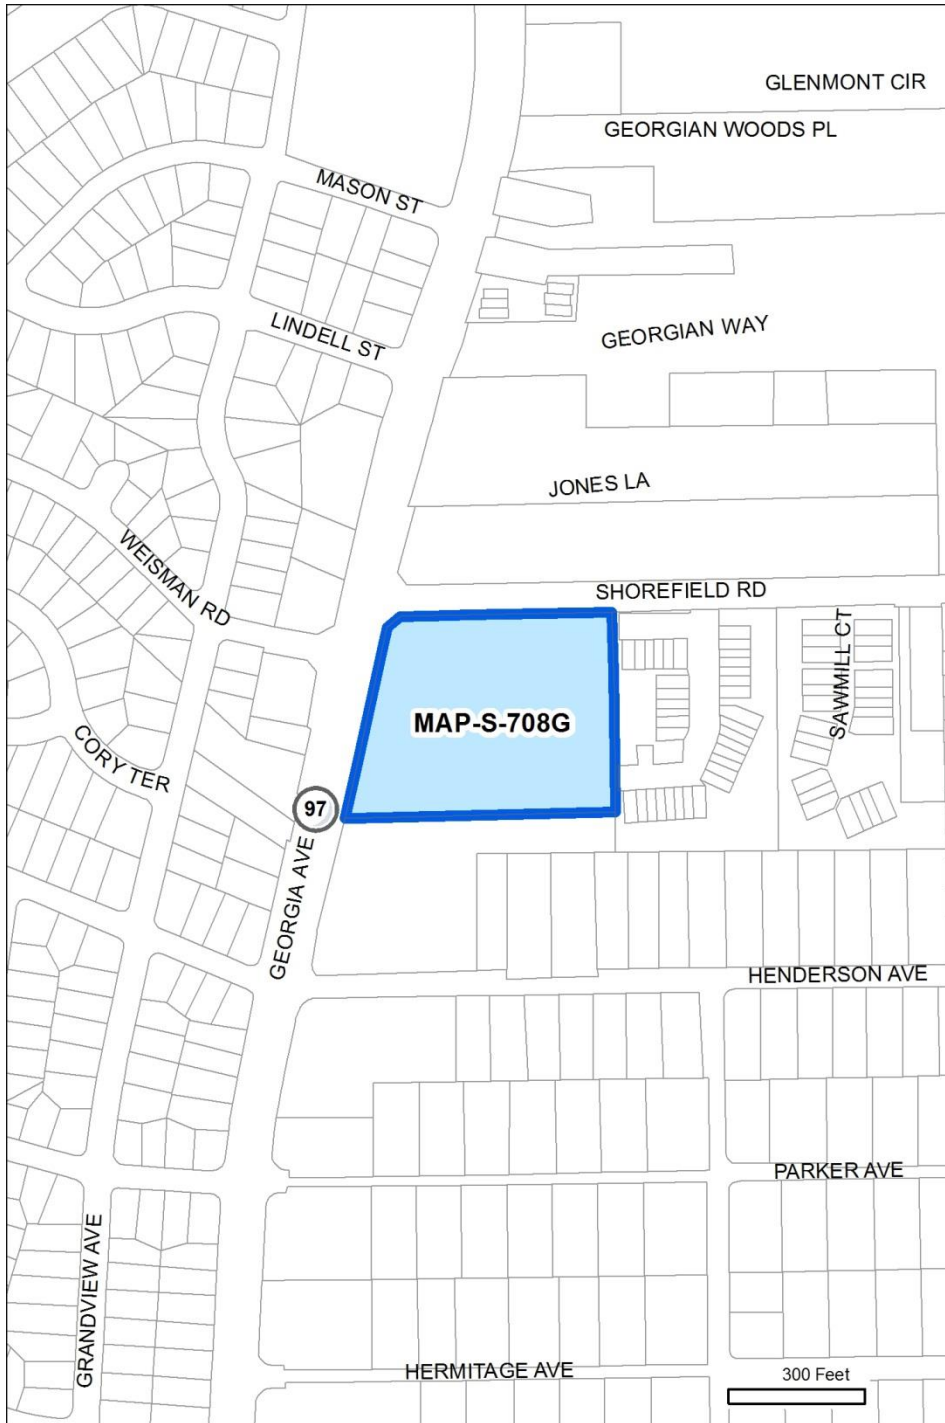 GLENMONT CIR
GEORGIAN WOODS PL
MASON ST
LINDELL ST
GEORGIAN WAY
JONES LA
WEISMAN RD
SHOREFIELD RD
SAWMILL CT
MAP-S-708G
CORY TER
97
GEORGIA AVE
HENDERSON AVE
PARKER AVE
GRANDVIEW AVE
HERMITAGE AVE
300 Feet